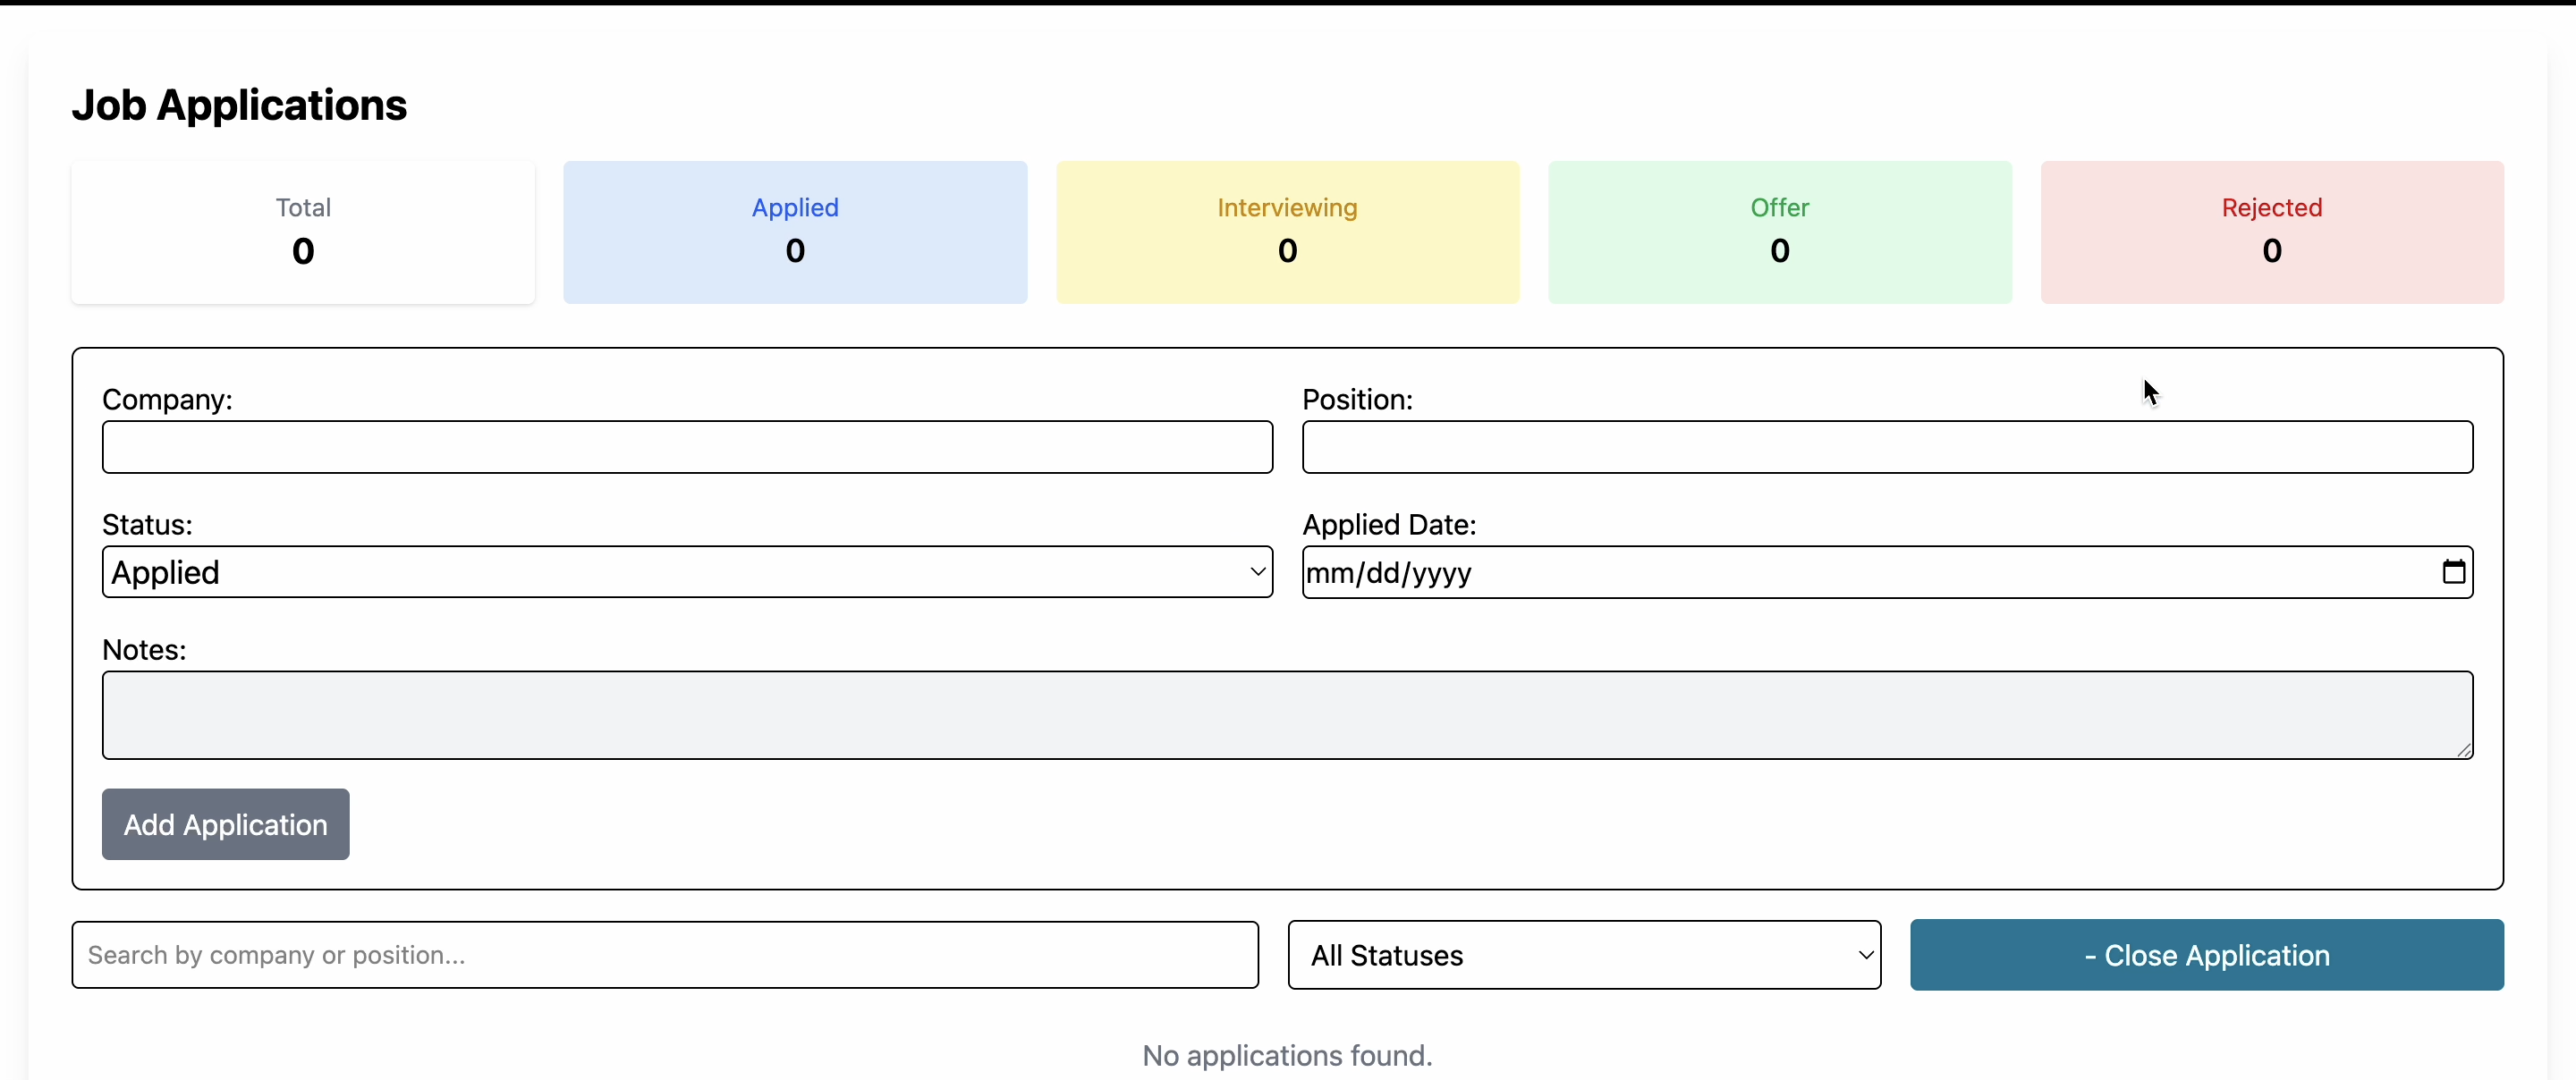 Job Applications
Total
0
Applied
0
Interviewing
0
Offer
0
Rejected
0
Company:
Position:
Status:
Applied
Applied Date:
mm/dd/yyyy
Notes:
Add Application
Search by company or position...
All Statuses
- Close Application
No applications found.